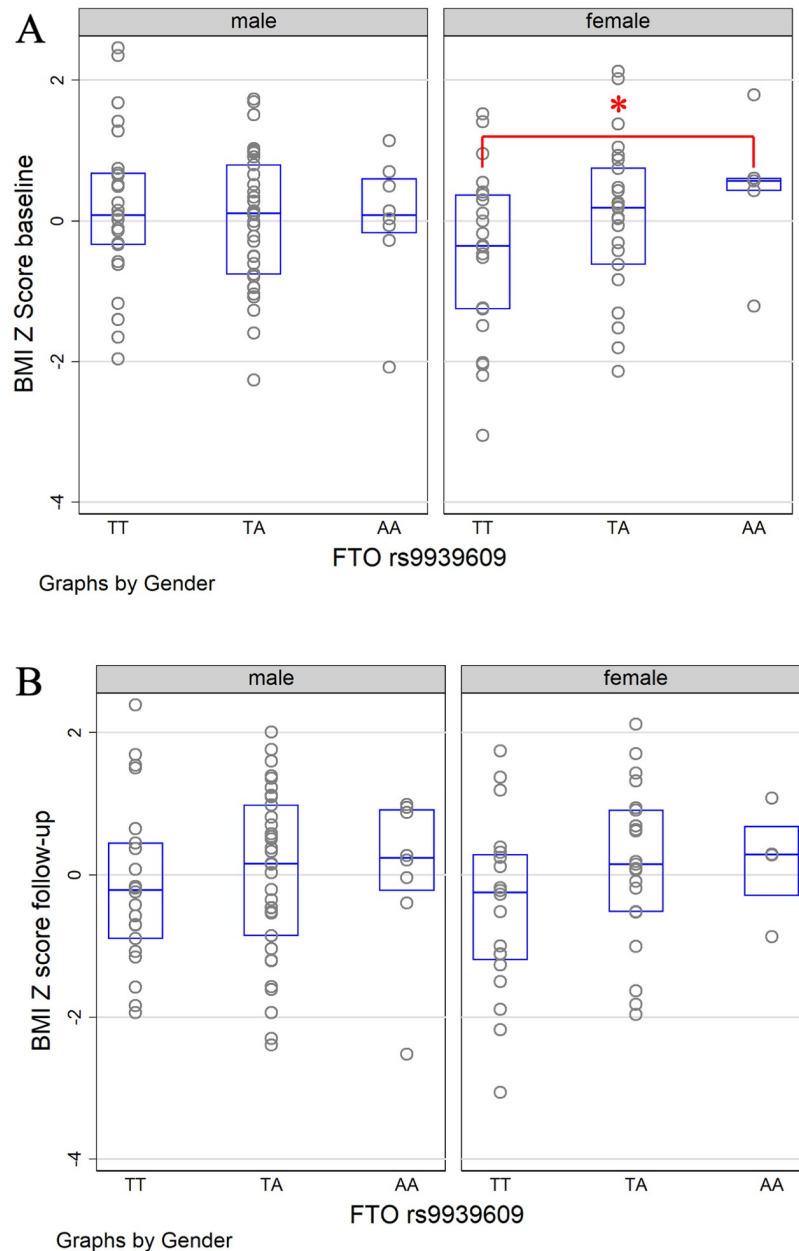 A
male
female
*
BMI Z Score baseline
2
0
-2
-4
TT
TA
AA
TT
TA
AA
FTO rs9939609
Graphs by Gender
B
male
female
BMI Z score follow-up
2
0
-2
-4
TT
TA
AA
TT
TA
AA
FTO rs9939609
Graphs by Gender